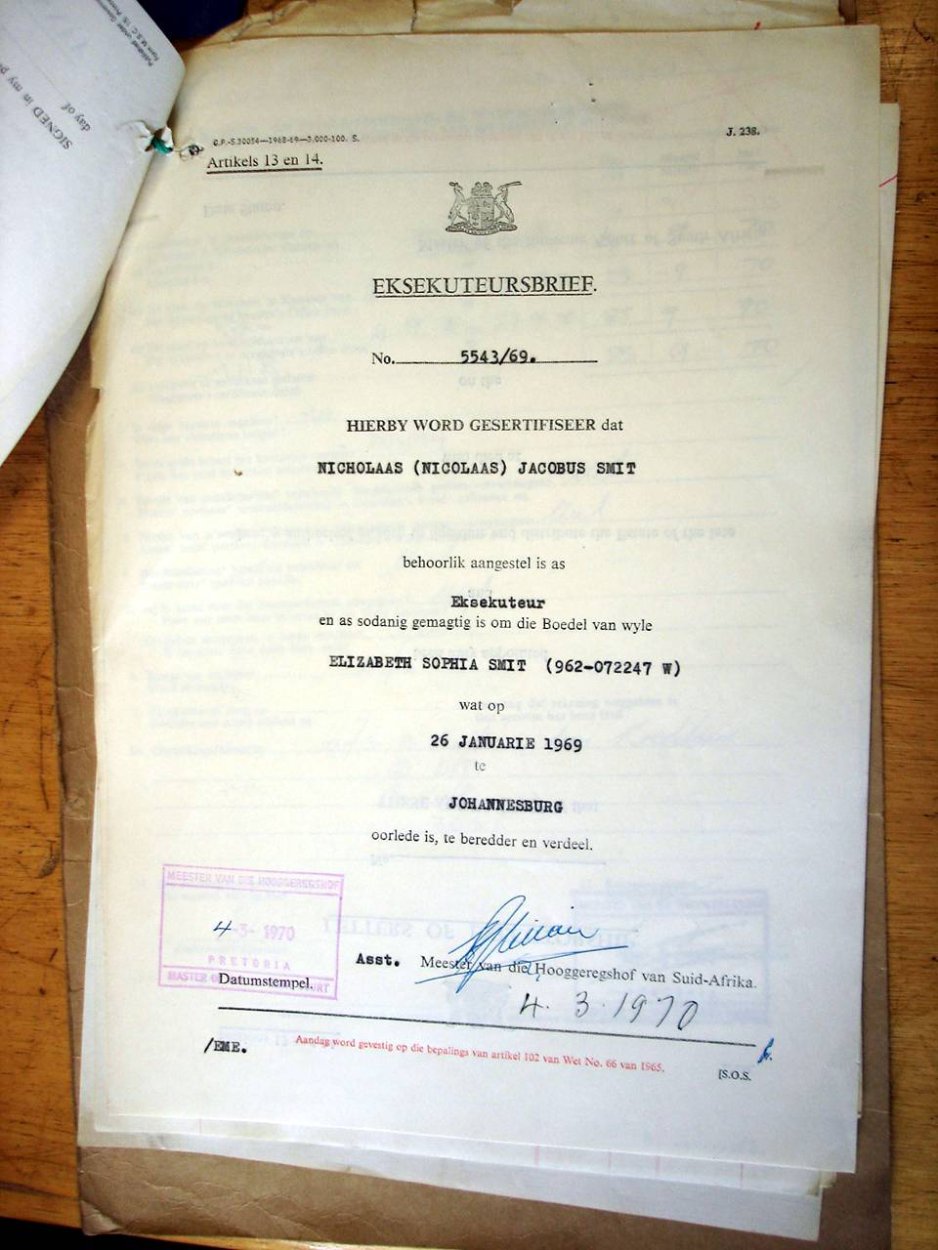 SIGNED in my p
day of
G.P.-S.30054—1968-69—3,000-100. S.
J. 238.
Artikels 13 en 14.
EKSEKUTEURSBRIEF.
No. 5543/69.
HIERBY WORD GESERTIFISEER dat
NICHOLAAS (NICOLAAS) JACOBUS SMIT
behoorlik aangestel is as
Eksekuteur
en as sodanig gemagtig is om die Boedel van wyle
ELIZABETH SOPHIA SMIT (962-072247 W)
wat op
26 JANUARIE 1969
te
JOHANNESBURG
oorlede is, te beredder en verdeel.
MEESTER VAN DIE HOOGGEREGSHOF
4-3-1970
PRETORIA
MASTER
Datumstempel.
Asst. Meester van die Hooggeregshof van Suid-Afrika.
4.3.1970
/EME.
Aandag word gevestig op die bepalings van artikel 102 van Wet No. 66 van 1965.
[S.O.S.